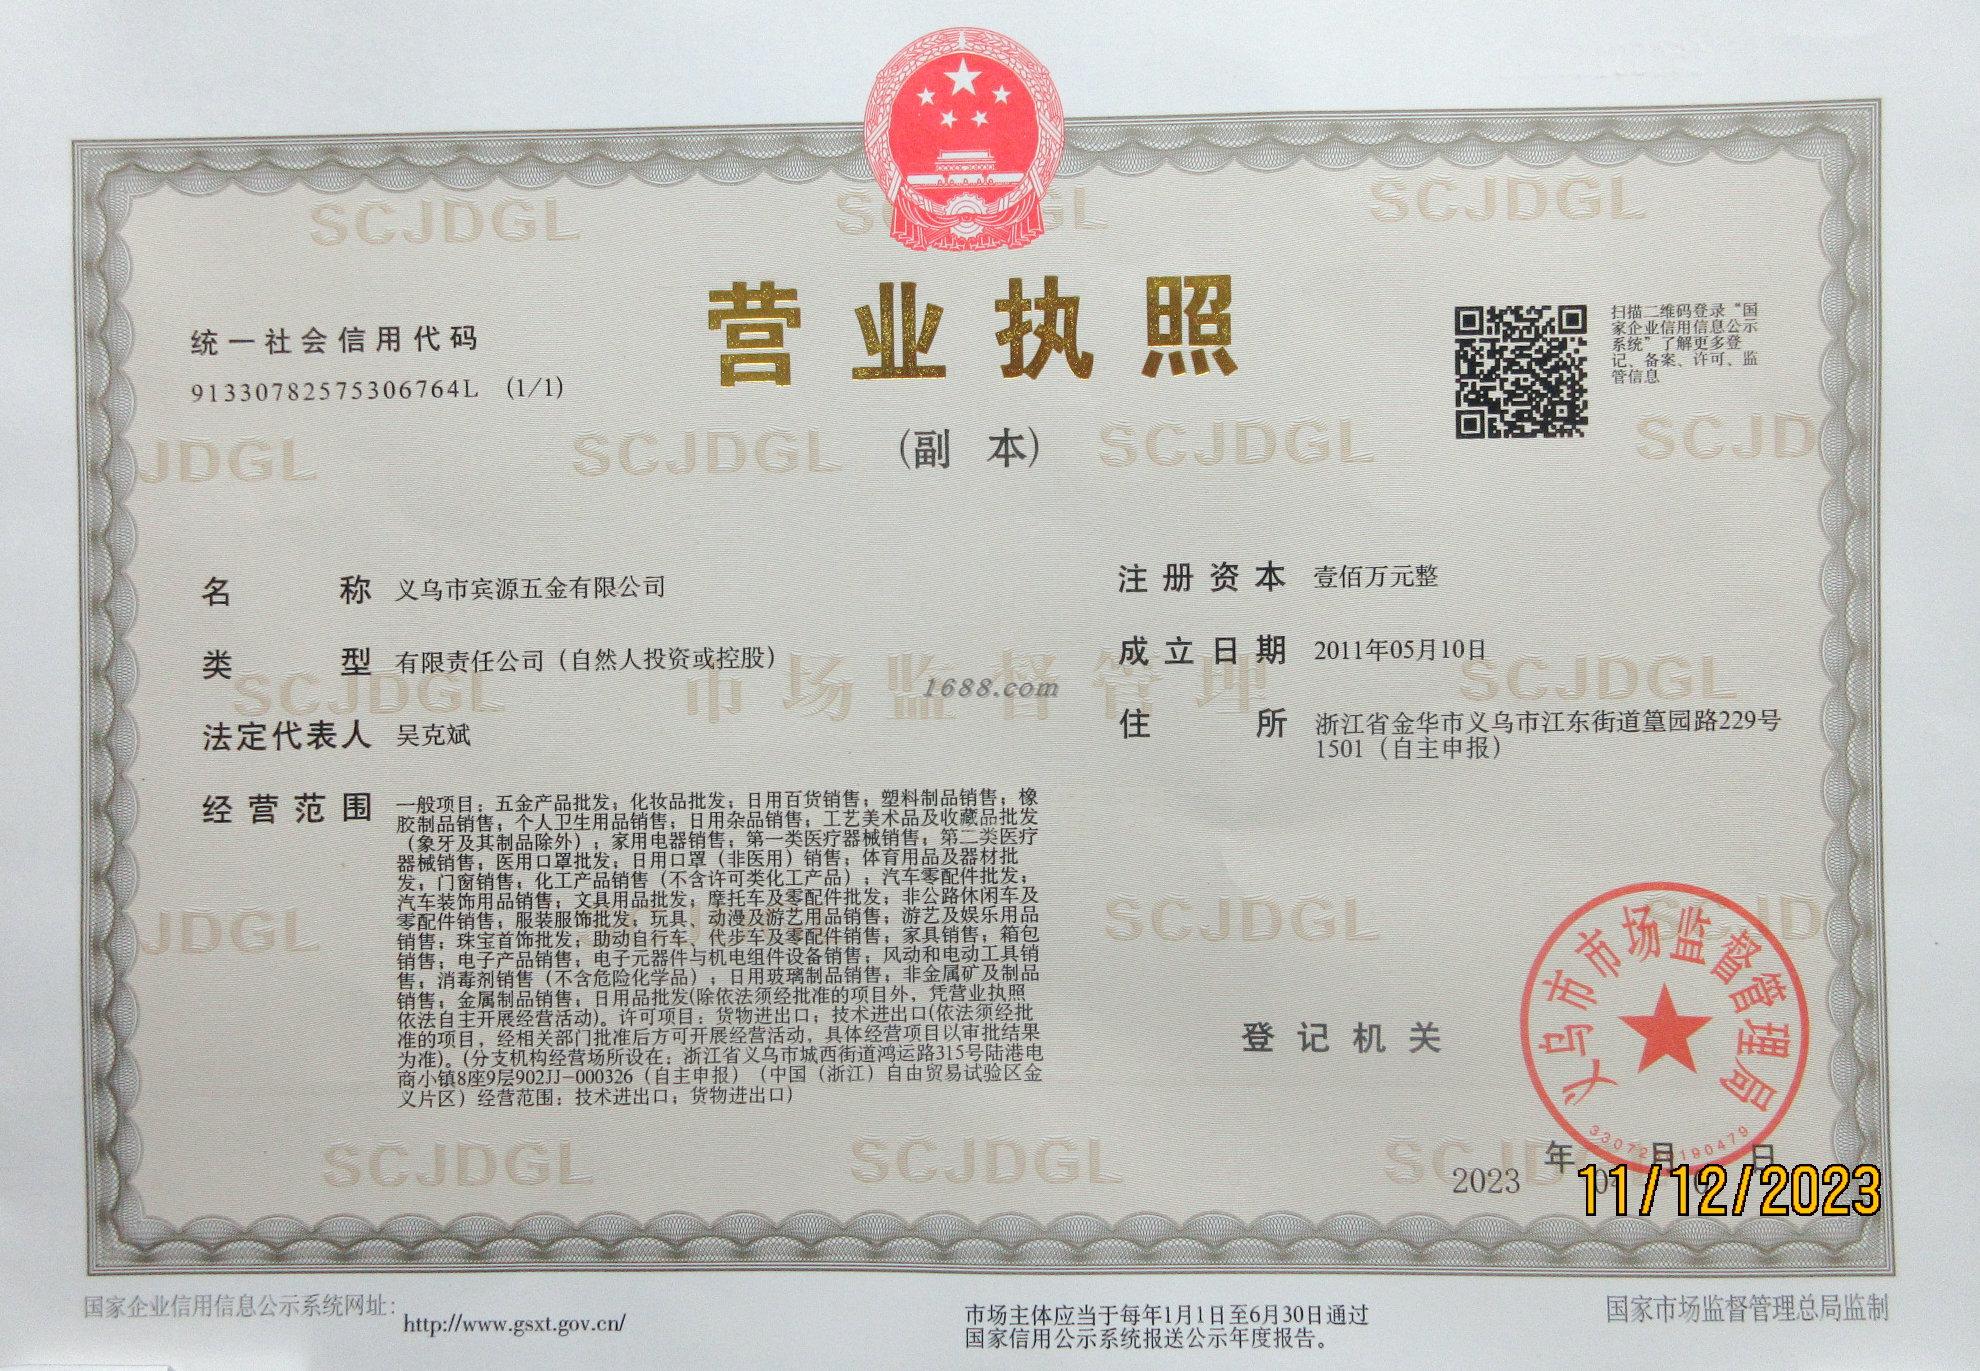 营业执照
(副 本)
统一社会信用代码
91330782575306764L (1/1)
扫描二维码登录“国
家企业信用信息公示
系统”了解更多登
记、备案、许可、监
管信息
名称 义乌市宾源五金有限公司
类型 有限责任公司（自然人投资或控股）
法定代表人 吴克斌
经营范围 一般项目：五金产品批发；化妆品批发；日用百货销售；塑料制品销售；橡
胶制品销售；个人卫生用品销售；日用杂品销售；工艺美术品及收藏品批发
（象牙及其制品除外）；家用电器销售；第一类医疗器械销售；第二类医疗
器械销售；医用口罩批发；日用口罩（非医用）销售；体育用品及器材批
发；门窗销售；化工产品销售（不含许可类化工产品）；汽车零配件批发；
汽车装饰用品销售；文具用品批发；摩托车及零配件批发；非公路休闲车及
零配件销售；服装服饰批发；玩具、动漫及游艺用品销售；游艺及娱乐用品
销售；珠宝首饰批发；助动自行车、代步车及零配件销售；家具销售；箱包
销售；电子产品销售；电子元器件与机电组件设备销售；风动和电动工具销
售；消毒剂销售（不含危险化学品）；日用玻璃制品销售；非金属矿及制品
销售；金属制品销售；日用品批发(除依法须经批准的项目外，凭营业执照
依法自主开展经营活动)。许可项目：货物进出口；技术进出口(依法须经批
准的项目，经相关部门批准后方可开展经营活动，具体经营项目以审批结果
为准)。(分支机构经营场所设在：浙江省义乌市城西街道鸿运路315号陆港电
商小镇8座9层902JJ-000326（自主申报）（中国（浙江）自由贸易试验区金
义片区）经营范围：技术进出口；货物进出口)
注册资本 壹佰万元整
成立日期 2011年05月10日
住所 浙江省金华市义乌市江东街道篁园路229号
1501（自主申报）
1688.com
市场监督管理
SCJDGL
登记机关
义乌市市场监督管理局
2023 年 月 日
11/12/2023
国家企业信用信息公示系统网址：
http://www.gsxt.gov.cn/
市场主体应当于每年1月1日至6月30日通过
国家信用公示系统报送公示年度报告。
国家市场监督管理总局监制